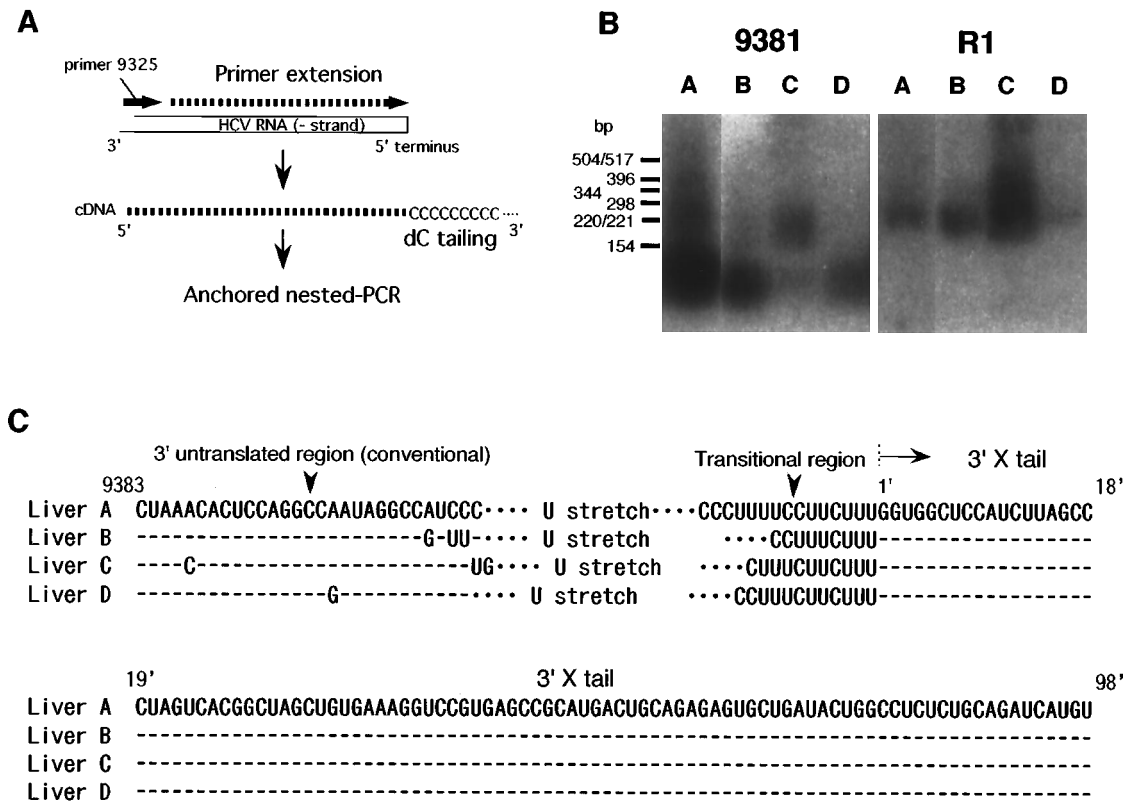 A
primer 9325
Primer extension
HCV RNA (- strand)
3' 5' terminus
cDNA CCCCCCCCC ····
5' dC tailing 3'
Anchored nested-PCR
B
9381 R1
A B C D A B C D
bp
504/517
396
344
298
220/221
154
C
3' untranslated region (conventional) Transitional region 3' X tail
9383 1' 18'
Liver A CUAAACACUCCAGGCCAAUAGGCCAUCCC···· U stretch····CCCUUUUCCUUCUUUGGUGGCUCCAUCUUAGCC
Liver B -------------------------G-UU-···· U stretch ····CCUUUCUUU-------------------
Liver C ----C------------------------UG···· U stretch ····CUUUUCUUCUUU-------------------
Liver D -----------------G-----------···· U stretch ····CCUUUCUUCUUU-------------------
19' 3' X tail 98'
Liver A CUAGUCACGGCUAGCUGUGAAAGGUCCGUGAGCCGCAUGACUGCAGAGAGUGCUGAUACUGGCCUCUCUGCAGAUCAUGU
Liver B --------------------------------------------------------------------------------
Liver C --------------------------------------------------------------------------------
Liver D --------------------------------------------------------------------------------